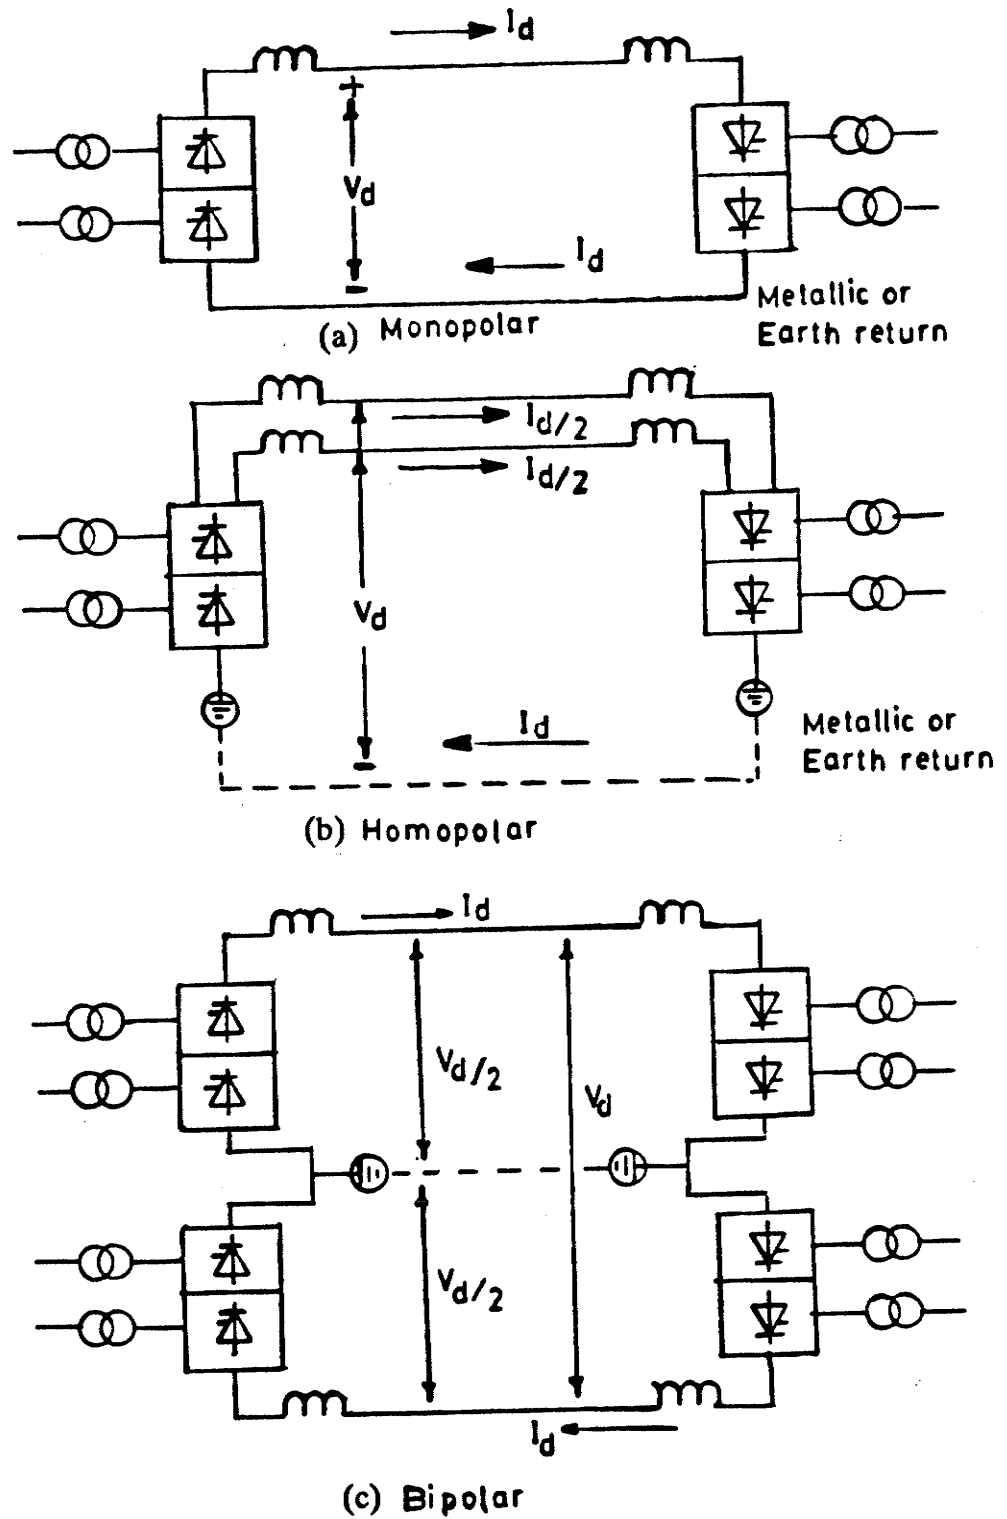 Id
+
Vd
Id
Metallic or
Earth return
(a) Monopolar
Id/2
Id/2
Vd
Id
Metallic or
Earth return
(b) Homopolar
Id
Vd/2
Vd
Vd/2
Id
(c) Bipolar